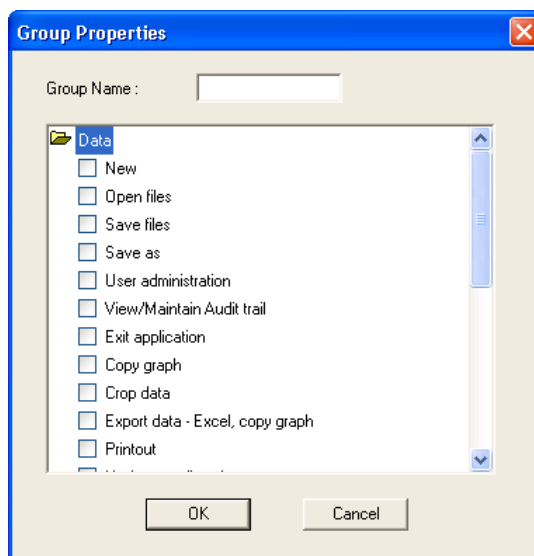 Group Properties
Group Name :
Data
New
Open files
Save files
Save as
User administration
View/Maintain Audit trail
Exit application
Copy graph
Crop data
Export data - Excel, copy graph
Printout
OK Cancel